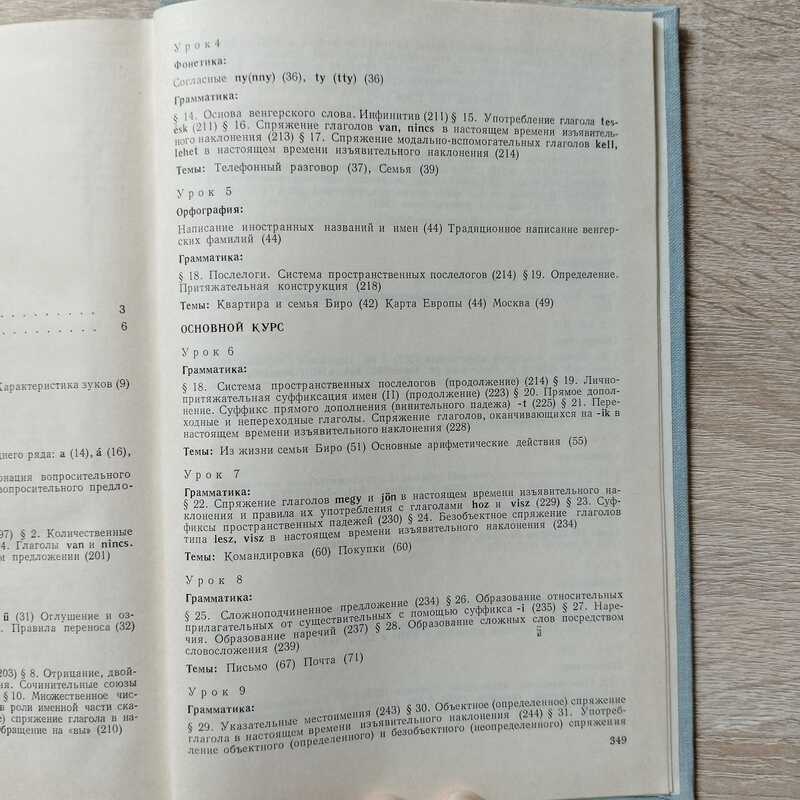 . . . . . . . . . . 3
. . . . . . . . . . 6
Характеристика зуков (9)
днего ряда: a (14), á (16),
онация вопросительного
вопросительного предло-
97) § 2. Количественные
4. Глаголы van и nincs.
м предложении (201)
ü (31) Оглушение и оз-
. Правила переноса (32)
203) § 8. Отрицание, двой-
ня. Сочинительные союзы
§ 10. Множественное чис-
в роли именной части ска-
е) спряжение глагола в на-
Обращение на «вы» (210)
Урок 4
Фонетика:
Согласные ny(nny) (36), ty (tty) (36)
Грамматика:
§ 14. Основа венгерского слова. Инфинитив (211) § 15. Употребление глагола tes-
sék (211) § 16. Спряжение глаголов van, nincs в настоящем времени изъявитель-
ного наклонения (213) § 17. Спряжение модально-вспомогательных глаголов kell,
lehet в настоящем времени изъявительного наклонения (214)
Темы: Телефонный разговор (37), Семья (39)
Урок 5
Орфография:
Написание иностранных названий и имен (44) Традиционное написание венгер-
ских фамилий (44)
Грамматика:
§ 18. Послелоги. Система пространственных послелогов (214) § 19. Определение.
Притяжательная конструкция (218)
Темы: Квартира и семья Биро (42) Карта Европы (44) Москва (49)
ОСНОВНОЙ КУРС
Урок 6
Грамматика:
§ 18. Система пространственных послелогов (продолжение) (214) § 19. Лично-
притяжательная суффиксация имен (II) (продолжение) (223) § 20. Прямое допол-
нение. Суффикс прямого дополнения (винительного падежа) -t (225) § 21. Пере-
ходные и непереходные глаголы. Спряжение глаголов, оканчивающихся на -ik в
настоящем времени изъявительного наклонения (228)
Темы: Из жизни семьи Биро (51) Основные арифметические действия (55)
Урок 7
Грамматика:
§ 22. Спряжение глаголов megy и jön в настоящем времени изъявительного на-
клонения и правила их употребления с глаголами hoz и visz (229) § 23. Суф-
фиксы пространственных падежей (230) § 24. Безобъектное спряжение глаголов
типа lesz, visz в настоящем времени изъявительного наклонения (234)
Темы: Командировка (60) Покупки (60)
Урок 8
Грамматика:
§ 25. Сложноподчиненное предложение (234) § 26. Образование относительных
прилагательных от существительных с помощью суффикса -i (235) § 27. Наре-
чия. Образование наречий (237) § 28. Образование сложных слов посредством
словосложения (239)
Темы: Письмо (67) Почта (71)
Урок 9
Грамматика:
§ 29. Указательные местоимения (243) § 30. Объектное (определенное) спряжение
глагола в настоящем времени изъявительного наклонения (244) § 31. Употреб-
ление объектного (определенного) и безобъектного (неопределенного) спряжения
349